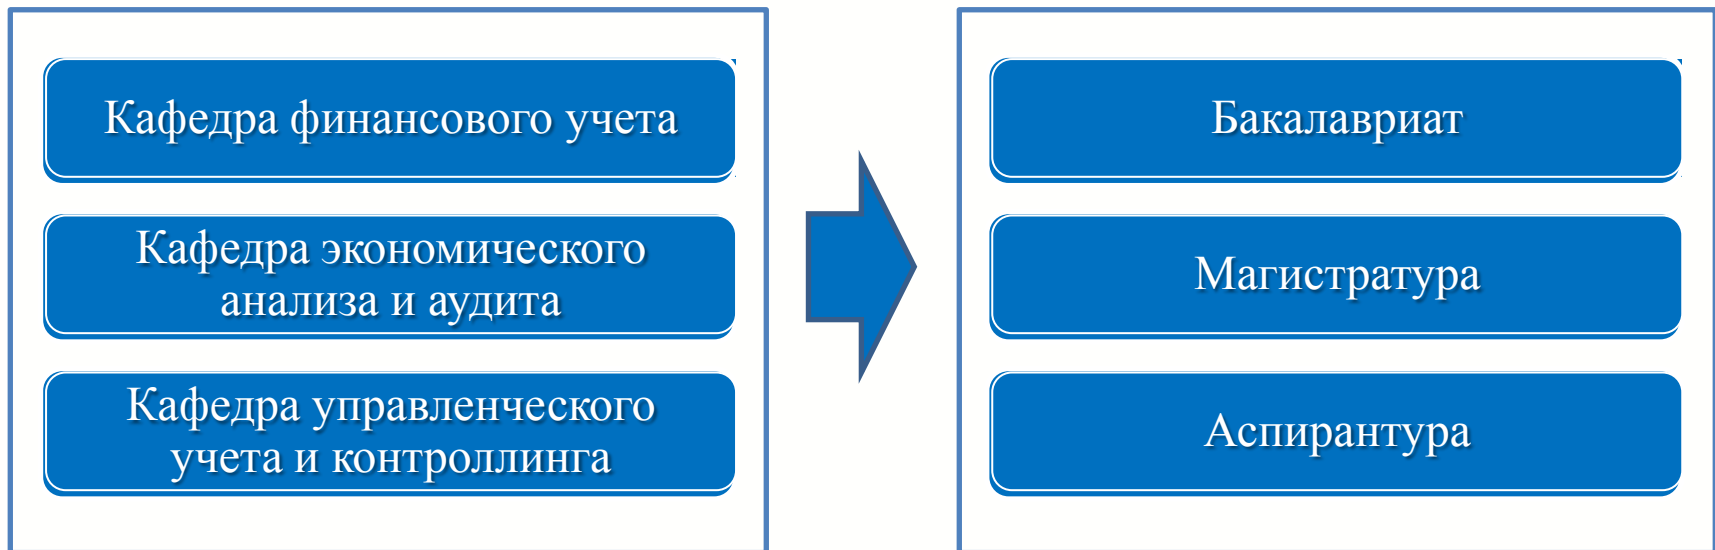 Кафедра финансового учета
Кафедра экономического
анализа и аудита
Кафедра управленческого
учета и контроллинга
Бакалавриат
Магистратура
Аспирантура